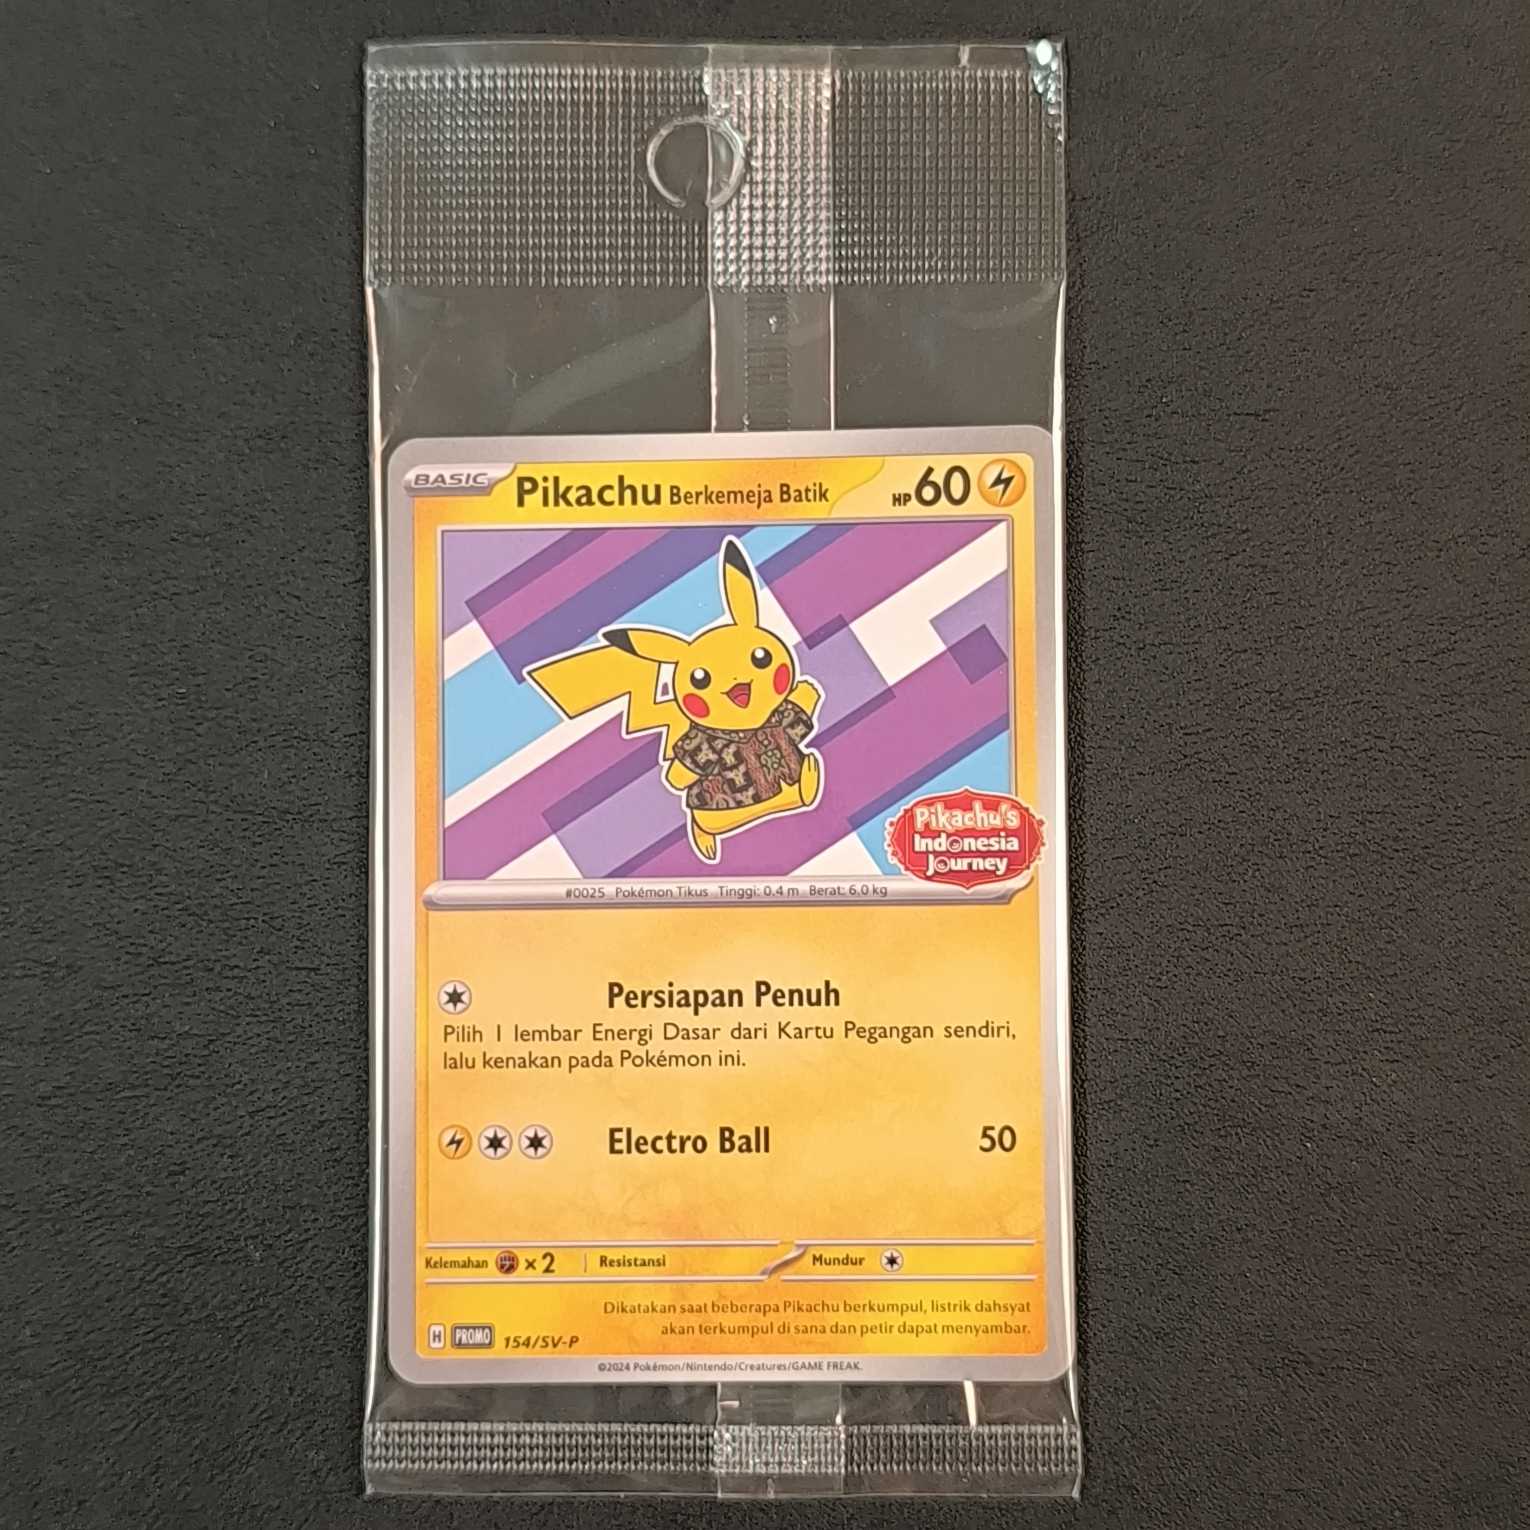 BASIC
Pikachu Berkemeja Batik
HP 60
Pikachu's
Indonesia
Journey
#0025 Pokémon Tikus Tinggi: 0.4 m Berat: 6.0 kg
Persiapan Penuh
Pilih 1 lembar Energi Dasar dari Kartu Pegangan sendiri,
lalu kenakan pada Pokémon ini.
Electro Ball 50
Kelemahan × 2 Resistansi Mundur
Dikatakan saat beberapa Pikachu berkumpul, listrik dahsyat
akan terkumpul di sana dan petir dapat menyambar.
H PROMO 154/SV-P
©2024 Pokémon/Nintendo/Creatures/GAME FREAK.